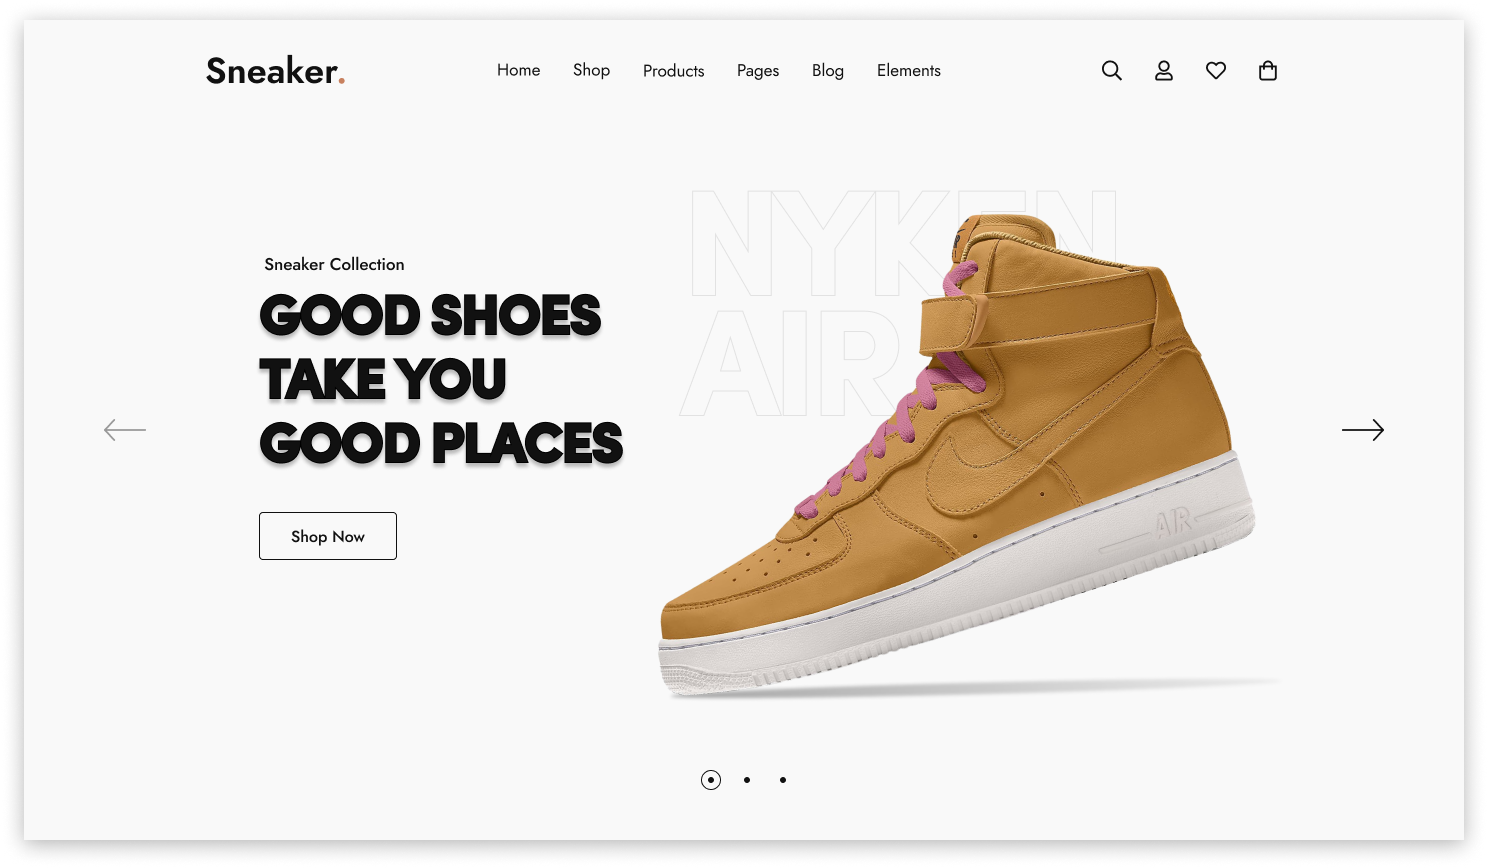 Sneaker.
Home Shop Products Pages Blog Elements
NYKEN
AIR
Sneaker Collection
GOOD SHOES
TAKE YOU
GOOD PLACES
Shop Now
AIR